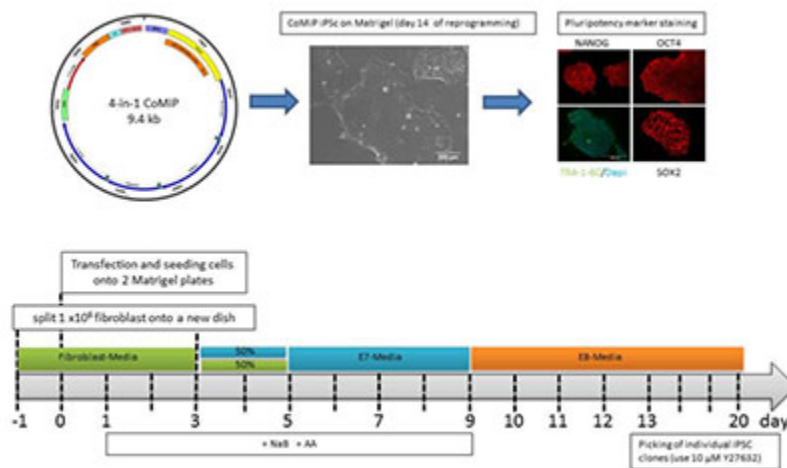 CoMiP iPSc on Matrigel (day 14 of reprogramming)
Pluripotency marker staining
NANOG
OCT4
4-in-1 CoMiP
9.4 kb
TRA-1-60/Dapi
SOX2
Transfection and seeding cells
onto 2 Matrigel plates
split 1 x10⁶ fibroblast onto a new dish
Fibroblast-Media
50%
50%
E7-Media
E8-Media
-1 0 1 3 5 7 9 10 11 12 13 20 day
+ NaB + AA
Picking of individual iPSC
clones (use 10 µM Y27632)